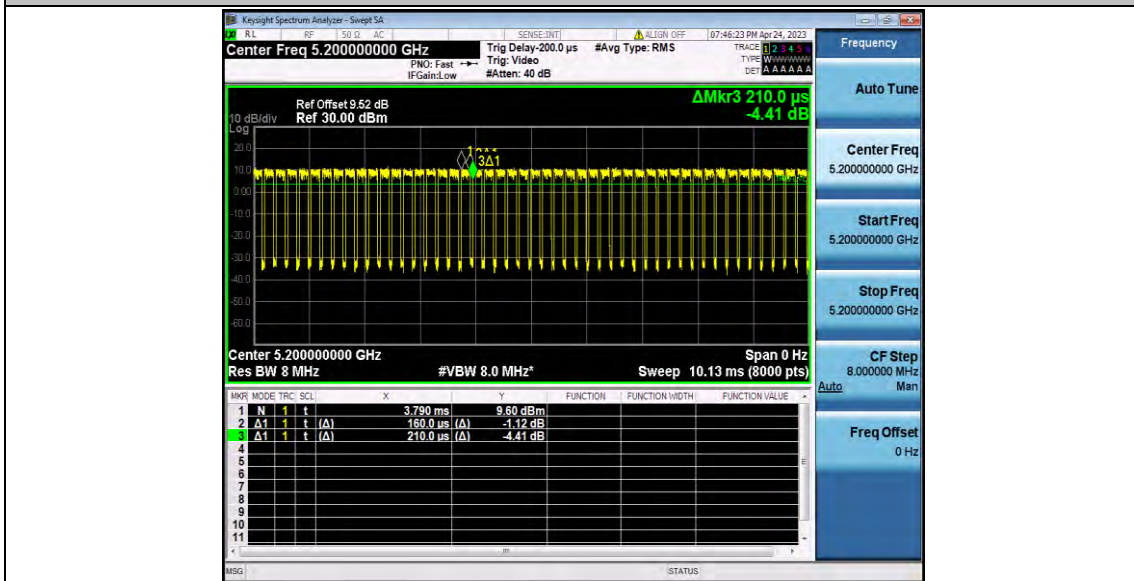 Keysight Spectrum Analyzer - Swept SA
RL RF 50 Ω AC SENSE:INT ALIGN OFF 07:46:23 PM Apr 24, 2023
Center Freq 5.200000000 GHz
PNO: Fast
IFGain:Low
Trig Delay-200.0 µs
Trig: Video
#Atten: 40 dB
#Avg Type: RMS
TRACE 1 2 3 4 5 6
TYPE W
DET A A A A A A
Frequency
Auto Tune
Center Freq
5.200000000 GHz
Start Freq
5.200000000 GHz
Stop Freq
5.200000000 GHz
CF Step
8.000000 MHz
Auto Man
Freq Offset
0 Hz
ΔMkr3 210.0 µs
-4.41 dB
Ref Offset 9.52 dB
10 dB/div Ref 30.00 dBm
Log
20.0
10.0
0.00
-10.0
-20.0
-30.0
-40.0
-50.0
-60.0
3Δ1
Center 5.200000000 GHz Span 0 Hz
Res BW 8 MHz #VBW 8.0 MHz* Sweep 10.13 ms (8000 pts)
MKR MODE TRC SCL X Y FUNCTION FUNCTION WIDTH FUNCTION VALUE
1 N 1 t 3.790 ms 9.60 dBm
2 Δ1 1 t (Δ) 160.0 µs (Δ) -1.12 dB
3 Δ1 1 t (Δ) 210.0 µs (Δ) -4.41 dB
4
5
6
7
8
9
10
11
MSG STATUS